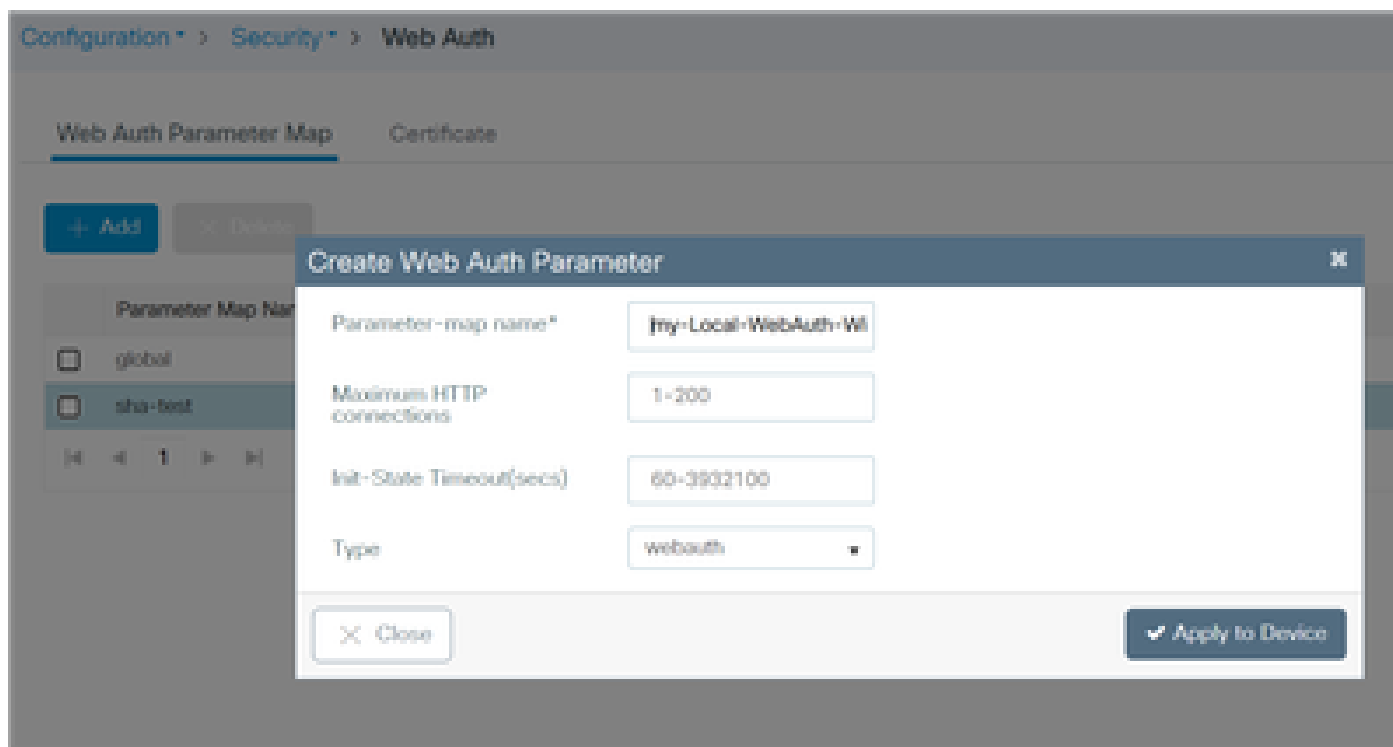 Configuration > Security > Web Auth
Web Auth Parameter Map Certificate
+ Add × Delete
Create Web Auth Parameter ×
Parameter Map Nar
Parameter-map name* my-Local-WebAuth-Wl
global
Maximum HTTP connections 1-200
sha-test
1
Init-State Timeout(secs) 60-3932100
Type webauth
× Close ✔ Apply to Device